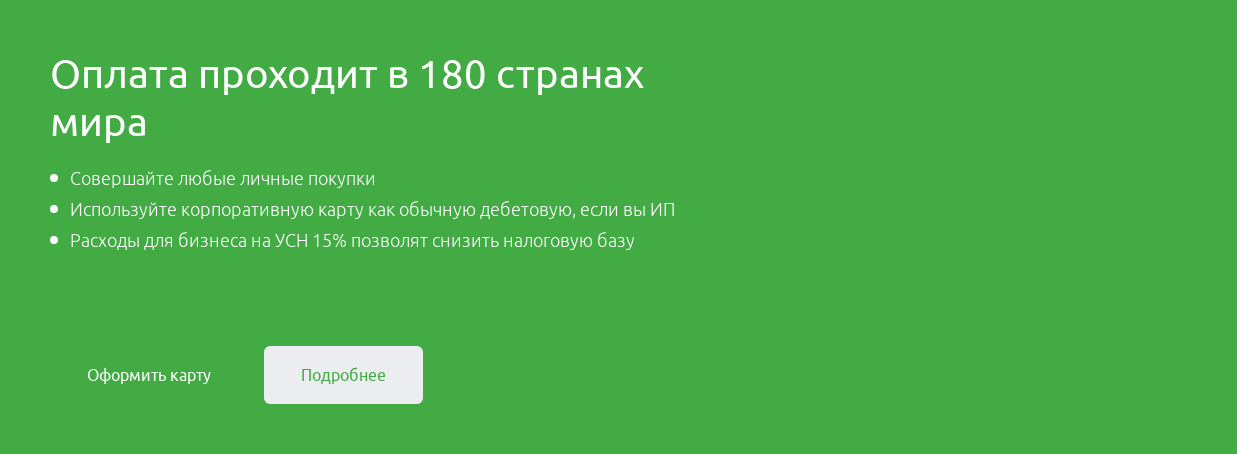 Оплата проходит в 180 странах
мира
Совершайте любые личные покупки
Используйте корпоративную карту как обычную дебетовую, если вы ИП
Расходы для бизнеса на УСН 15% позволят снизить налоговую базу
Оформить карту
Подробнее